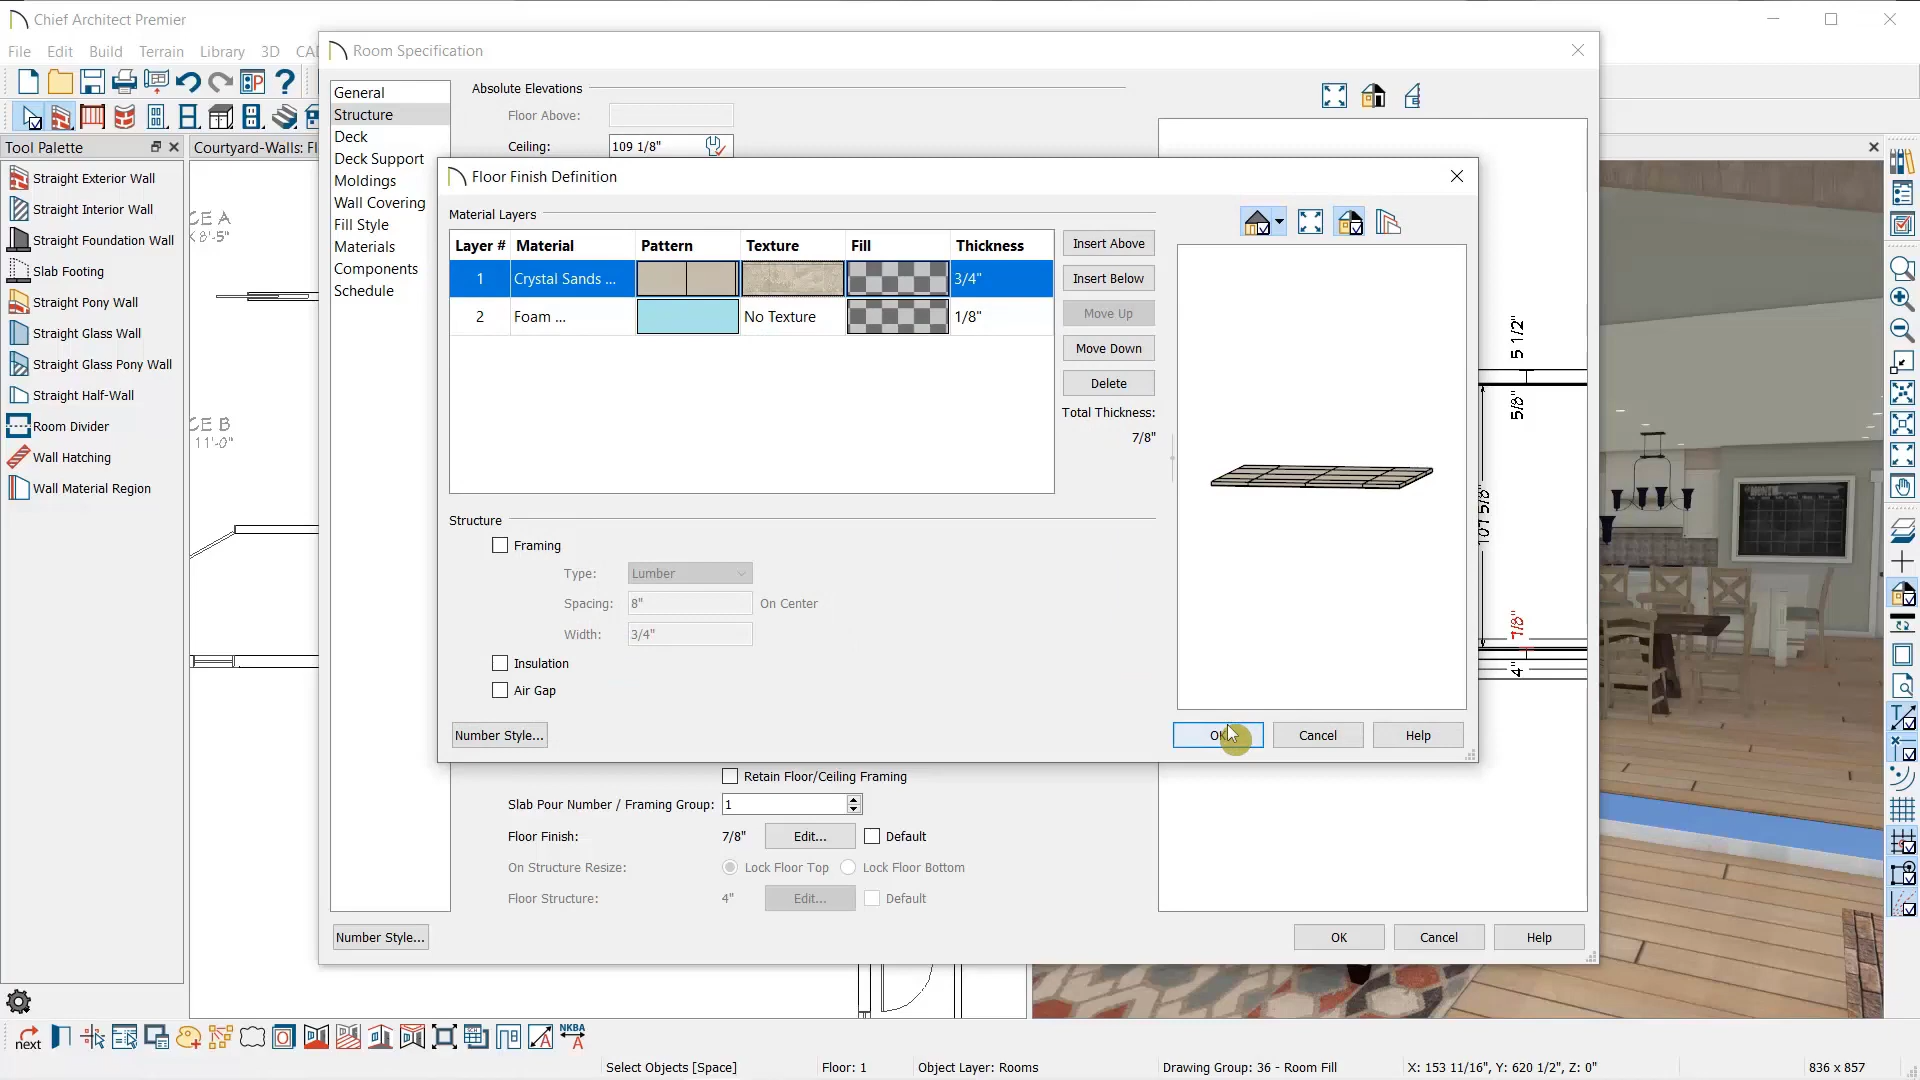 Chief Architect Premier
File Edit Build Terrain Library 3D CAD
Room Specification
Tool Palette
Courtyard-Walls: Fl
Straight Exterior Wall
Straight Interior Wall
Straight Foundation Wall
Slab Footing
Straight Pony Wall
Straight Glass Wall
Straight Glass Pony Wall
Straight Half-Wall
Room Divider
Wall Hatching
Wall Material Region
CE A
X 8'-5"
CE B
11'-0"
General
Structure
Deck
Deck Support
Moldings
Wall Covering
Fill Style
Materials
Components
Schedule
Absolute Elevations
Floor Above:
Ceiling: 109 1/8"
Floor Finish Definition
Material Layers
Layer # Material Pattern Texture Fill Thickness
1 Crystal Sands ... 3/4"
2 Foam ... No Texture 1/8"
Insert Above
Insert Below
Move Up
Move Down
Delete
Total Thickness:
7/8"
Structure
Framing
Type: Lumber
Spacing: 8" On Center
Width: 3/4"
Insulation
Air Gap
Number Style... OK Cancel Help
5 1/2"
5/8"
107 5/8"
7/8"
4"
Retain Floor/Ceiling Framing
Slab Pour Number / Framing Group: 1
Floor Finish: 7/8" Edit... Default
On Structure Resize: Lock Floor Top Lock Floor Bottom
Floor Structure: 4" Edit... Default
Number Style... OK Cancel Help
next
NKBA
A
Select Objects [Space] Floor: 1 Object Layer: Rooms Drawing Group: 36 - Room Fill X: 153 11/16", Y: 620 1/2", Z: 0" 836 x 857